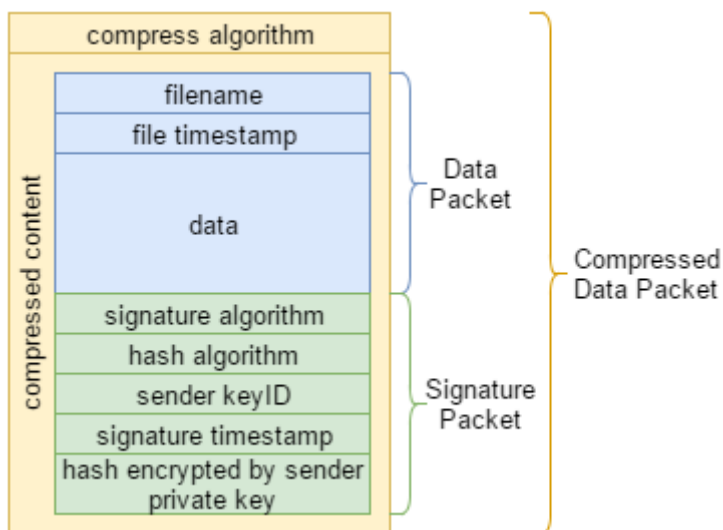 compress algorithm
compressed content
filename
file timestamp
data
Data
Packet
signature algorithm
hash algorithm
sender keyID
signature timestamp
hash encrypted by sender
private key
Signature
Packet
Compressed
Data Packet